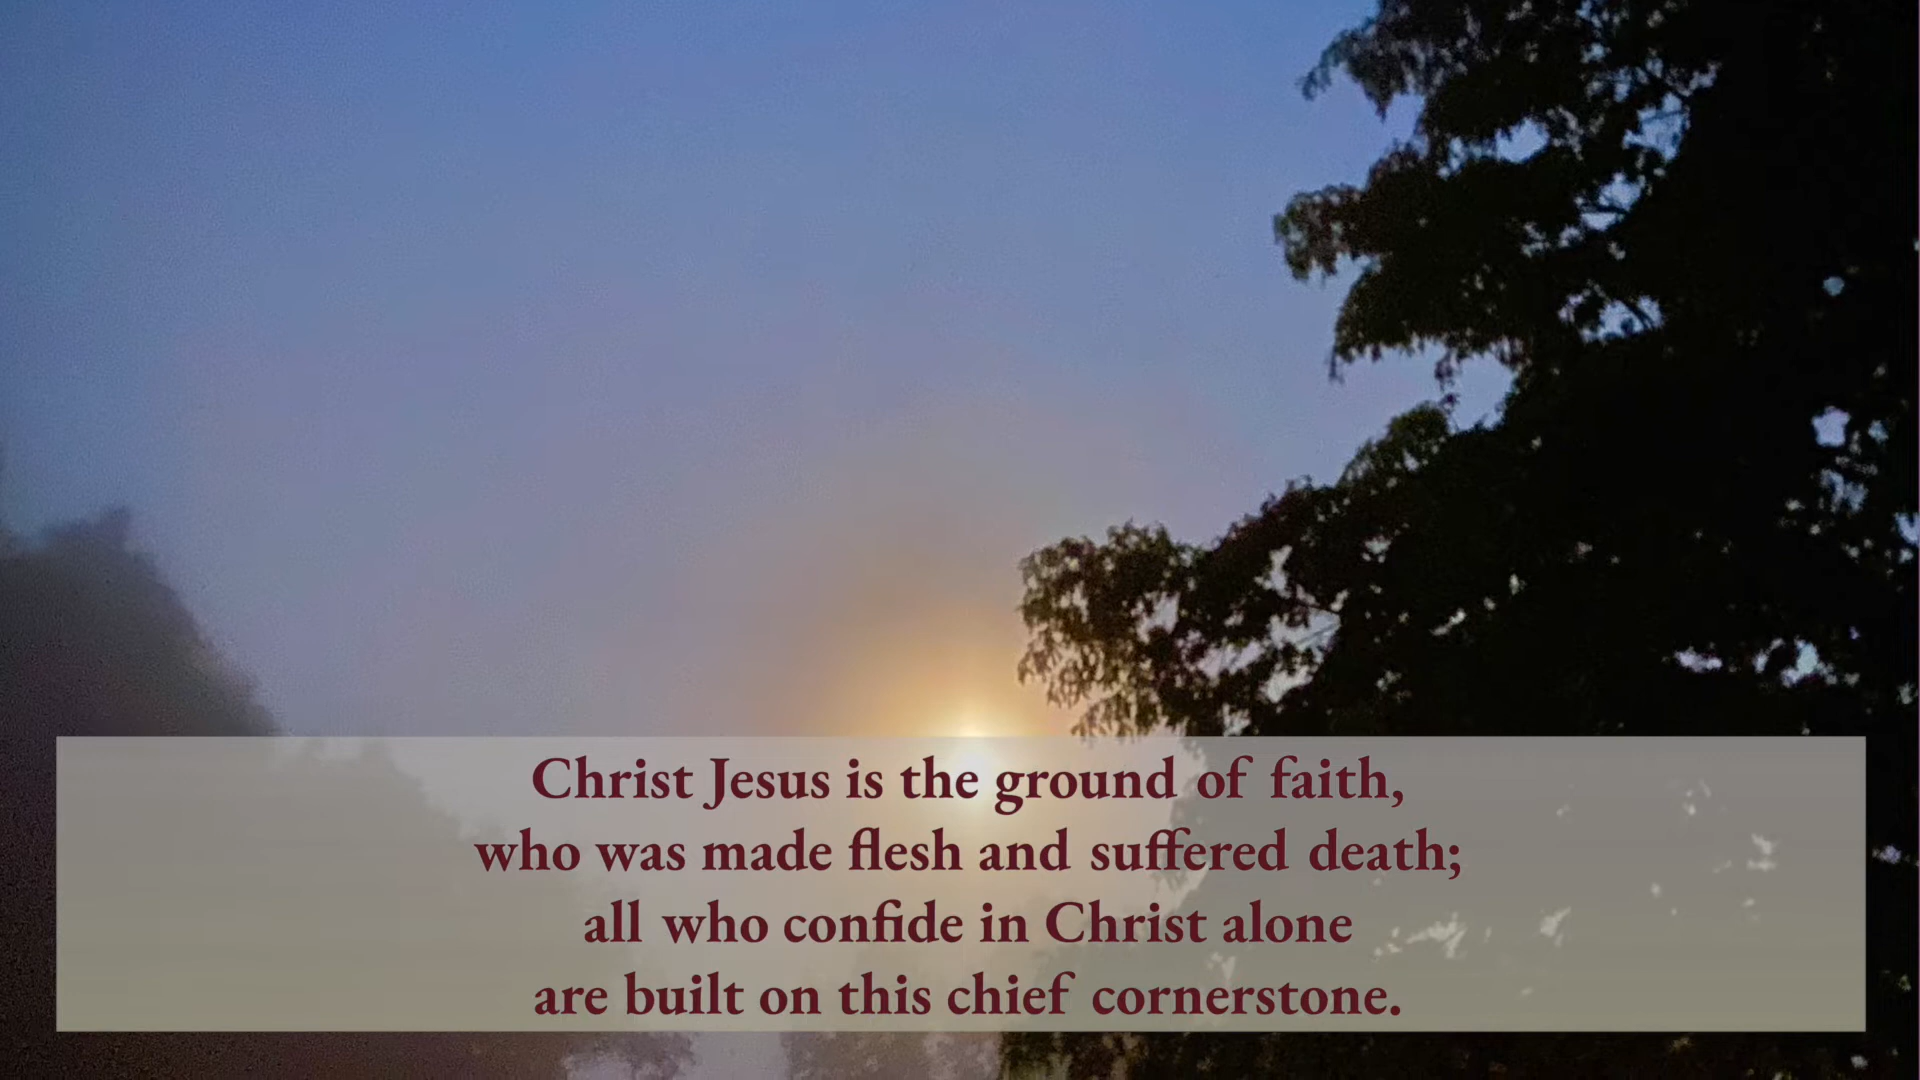 Christ Jesus is the ground of faith,
who was made flesh and suffered death;
all who confide in Christ alone
are built on this chief cornerstone.